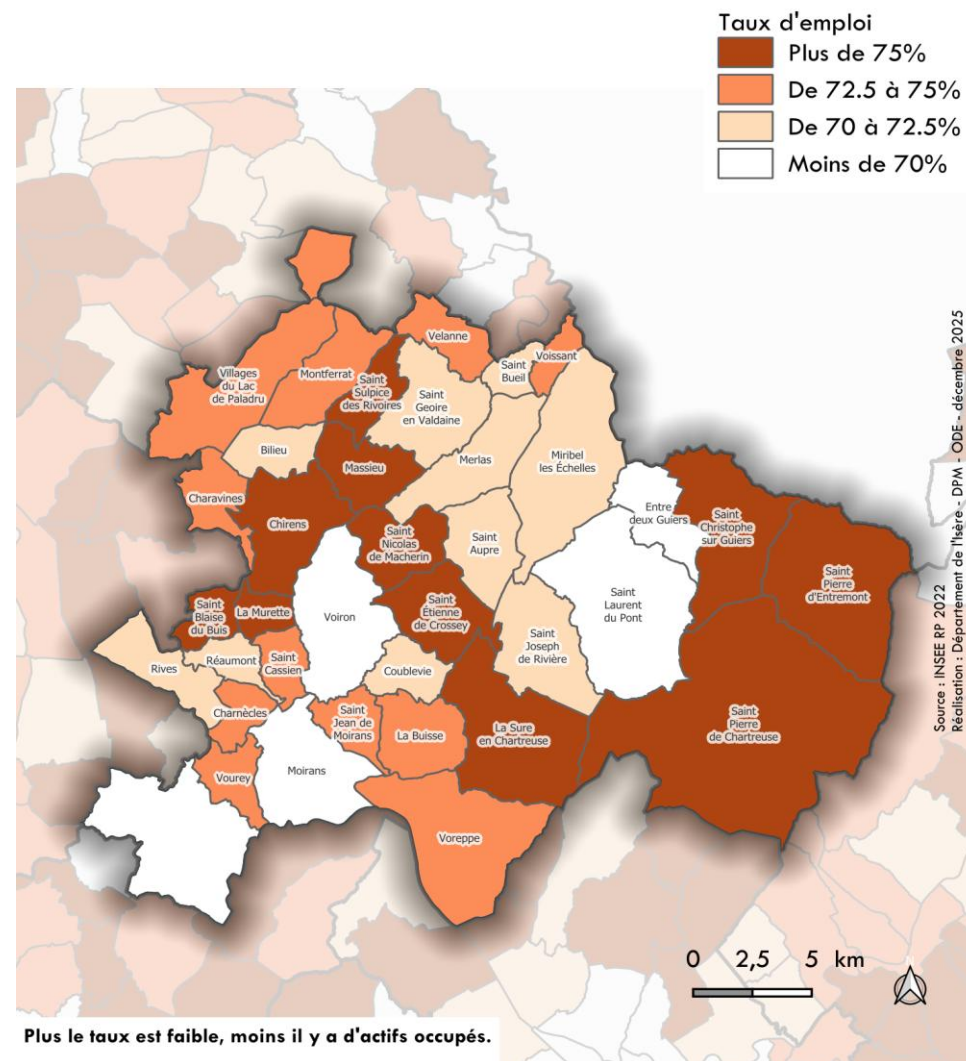 Taux d'emploi
Plus de 75%
De 72.5 à 75%
De 70 à 72.5%
Moins de 70%
Velanne
Voissant
Saint
Bueil
Villages
du Lac
de Paladru
Montferrat
Saint
Sulpice
des Rivoires
Saint
Geoire
en Valdaine
Bilieu
Massieu
Merlas
Miribel
les Échelles
Charavines
Chirens
Entre
deux Guiers
Saint
Christophe
sur Guiers
Saint
Nicolas
de Macherin
Saint
Aupre
Saint
Pierre
d'Entremont
Saint
Blaise
du Buis
La Murette
Voiron
Saint
Étienne
de Crossey
Saint
Laurent
du Pont
Saint
Joseph
de Rivière
Rives
Réaumont
Saint
Cassien
Coublevie
Charnècles
Saint
Jean de
Moirans
La Buisse
La Sure
en Chartreuse
Saint
Pierre
de Chartreuse
Vourey
Moirans
Voreppe
Source : INSEE RP 2022
Réalisation : Département de l'Isère - DPM - ODE - décembre 2025
0 2,5 5 km
Plus le taux est faible, moins il y a d'actifs occupés.